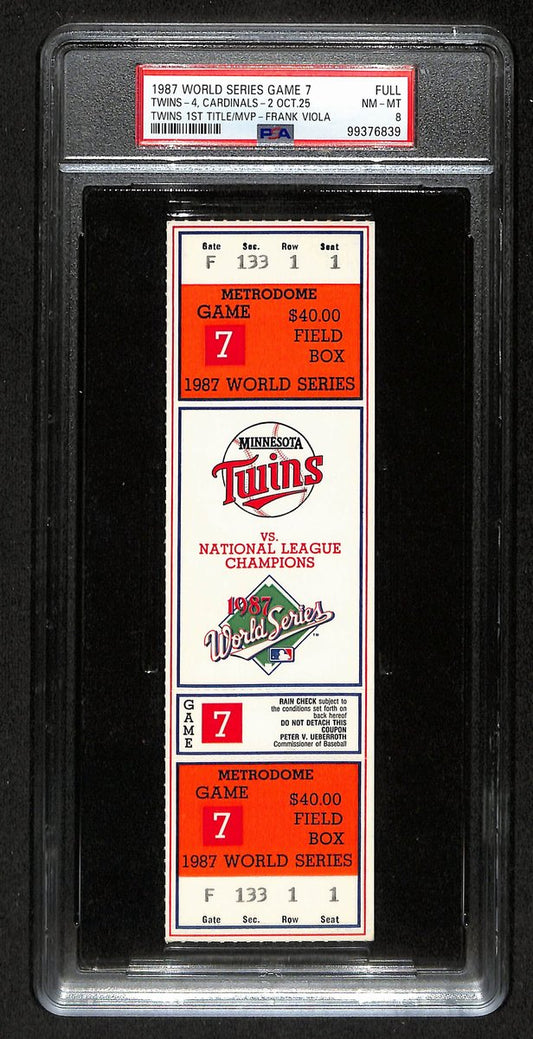 1987 WORLD SERIES GAME 7 FULL
TWINS-4, CARDINALS-2 OCT.25 NM-MT
TWINS 1ST TITLE/MVP-FRANK VIOLA 8
PSA 99376839
Gate Sec. Row Seat
F 133 1 1
METRODOME
GAME $40.00
7 FIELD
BOX
1987 WORLD SERIES
MINNESOTA
Twins
VS.
NATIONAL LEAGUE
CHAMPIONS
1987
World Series
TM
GAME
7
RAIN CHECK subject to
the conditions set forth on
back hereof
DO NOT DETACH THIS
COUPON
PETER V. UEBERROTH
Commissioner of Baseball
METRODOME
GAME $40.00
7 FIELD
BOX
1987 WORLD SERIES
F 133 1 1
Gate Sec. Row Seat